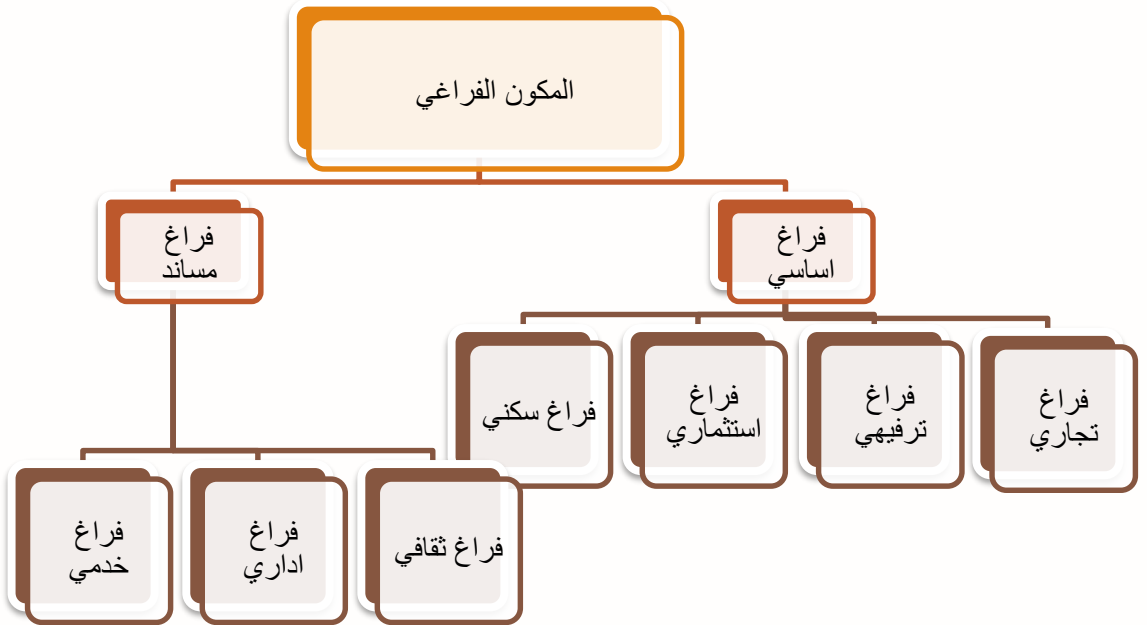 المكون الفراغي
فراغ
اساسي
فراغ
مساند
فراغ
تجاري
فراغ
ترفيهي
فراغ
استثماري
فراغ سكني
فراغ ثقافي
فراغ
اداري
فراغ
خدمي